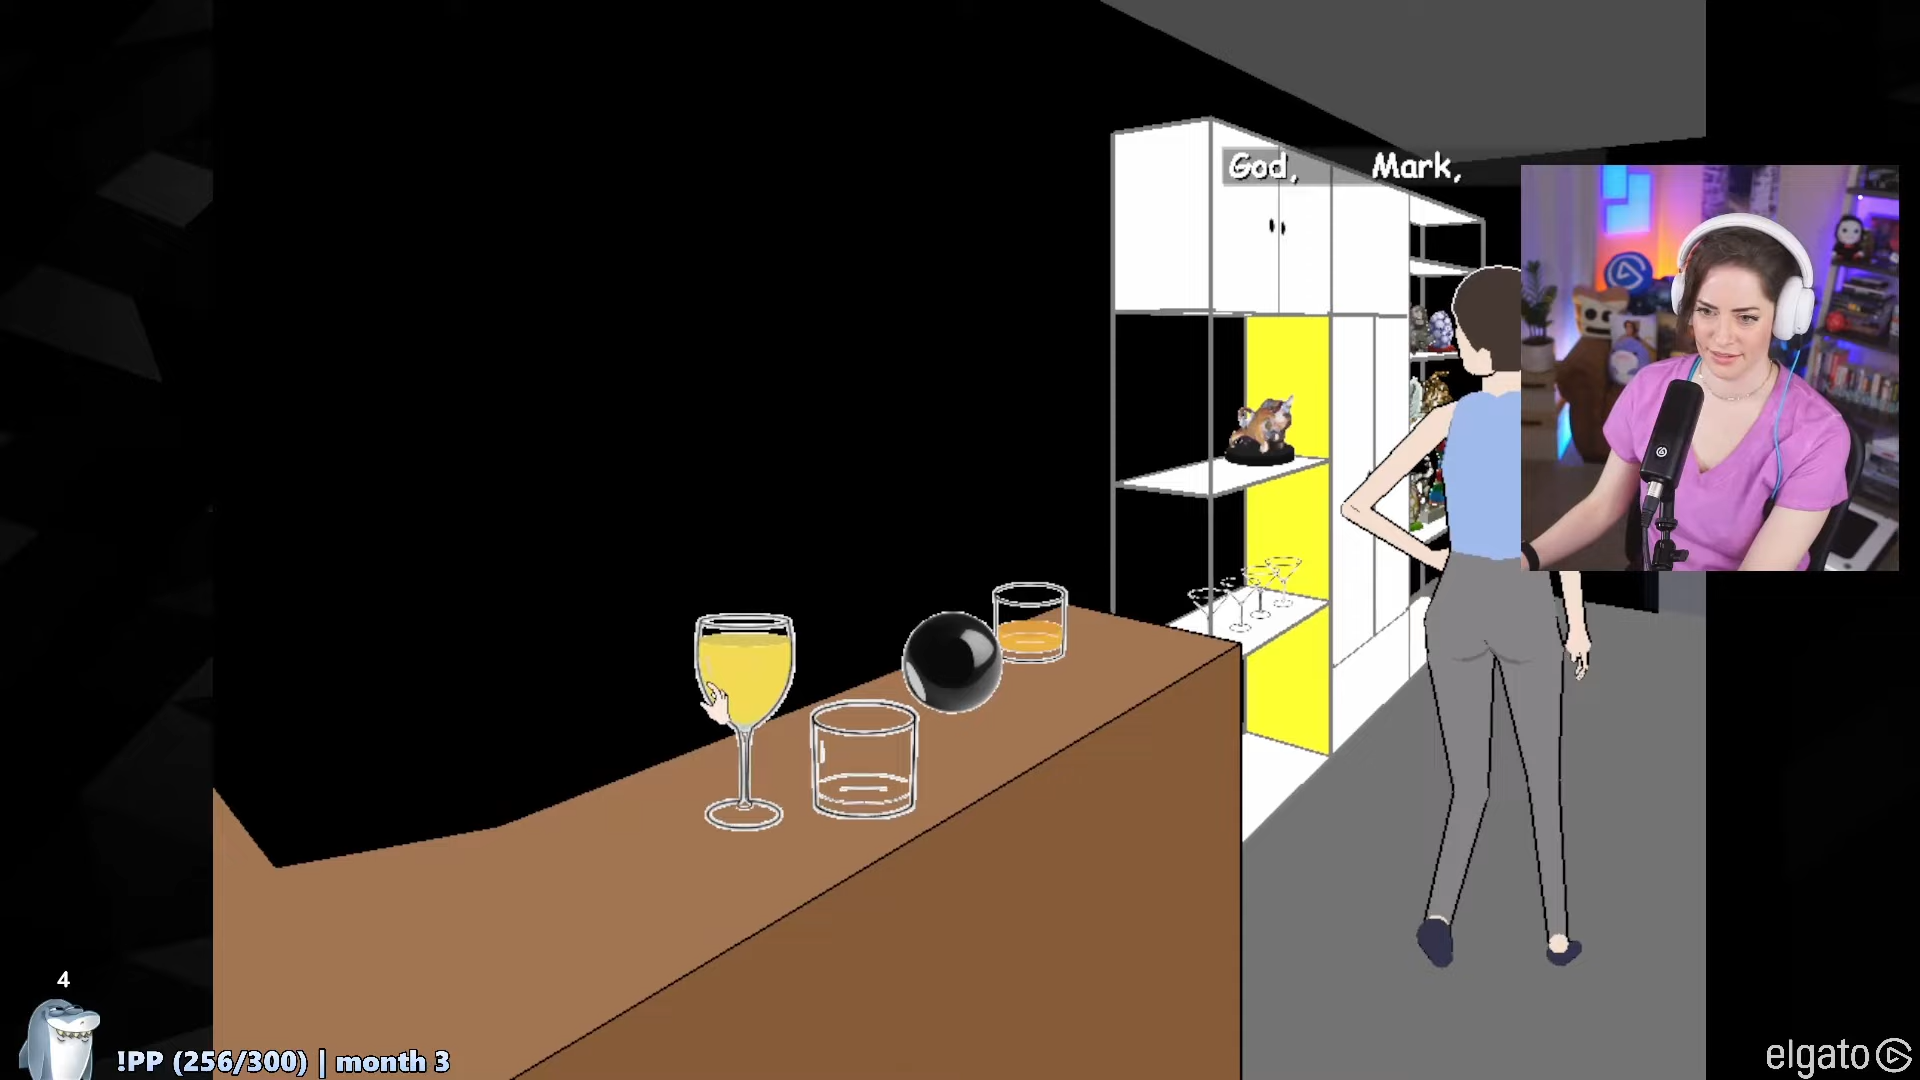 God, Mark,
4
!PP (256/300) | month 3
elgato